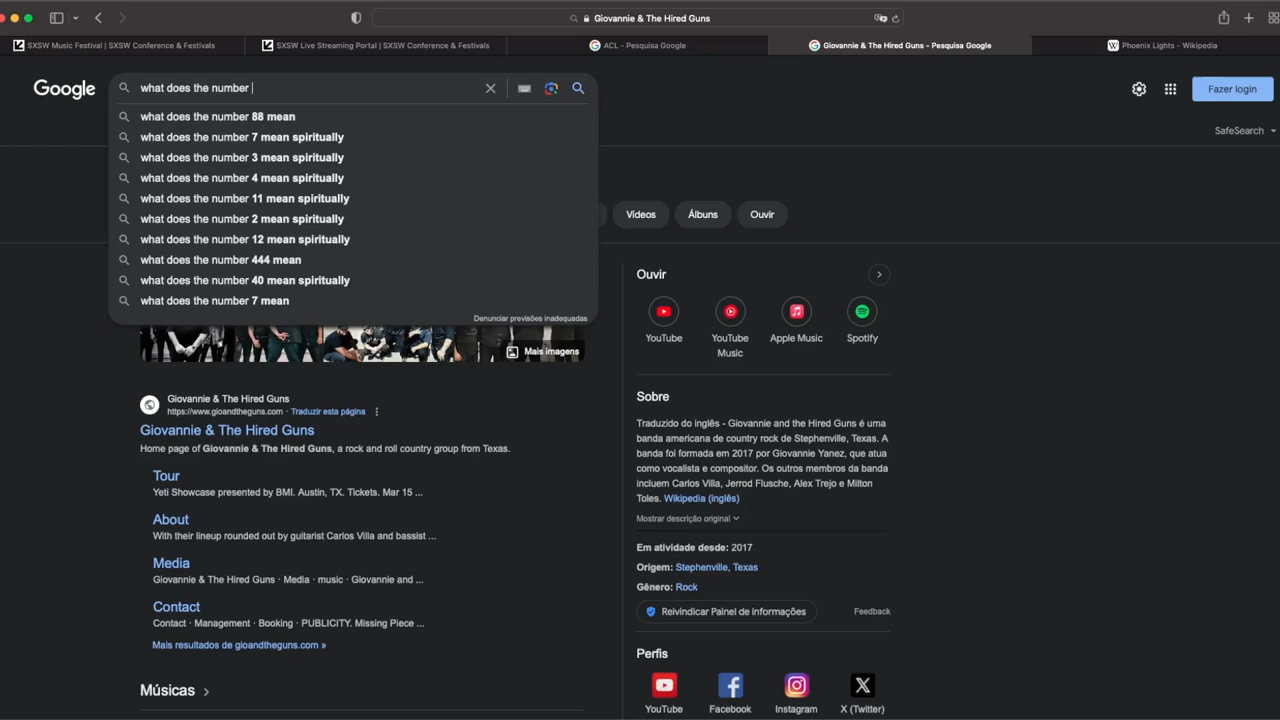 Giovannie & The Hired Guns
SXSW Music Festival | SXSW Conference & Festivals
SXSW Live Streaming Portal | SXSW Conference & Festivals
ACL - Pesquisa Google
Giovannie & The Hired Guns - Pesquisa Google
Phoenix Lights - Wikipedia
Google
what does the number
Fazer login
SafeSearch
what does the number 88 mean
what does the number 7 mean spiritually
what does the number 3 mean spiritually
what does the number 4 mean spiritually
what does the number 11 mean spiritually
what does the number 2 mean spiritually
what does the number 12 mean spiritually
what does the number 444 mean
what does the number 40 mean spiritually
what does the number 7 mean
Denunciar previsões inadequadas
Vídeos
Álbuns
Ouvir
Mais imagens
Giovannie & The Hired Guns
https://www.gioandtheguns.com · Traduzir esta página
Giovannie & The Hired Guns
Home page of Giovannie & The Hired Guns, a rock and roll country group from Texas.
Tour
Yeti Showcase presented by BMI. Austin, TX. Tickets. Mar 15 ...
About
With their lineup rounded out by guitarist Carlos Villa and bassist ...
Media
Giovannie & The Hired Guns · Media · music · Giovannie and ...
Contact
Contact · Management · Booking · PUBLICITY. Missing Piece ...
Mais resultados de gioandtheguns.com »
Músicas
Ouvir
YouTube
YouTube Music
Apple Music
Spotify
Sobre
Traduzido do inglês - Giovannie and the Hired Guns é uma
banda americana de country rock de Stephenville, Texas. A
banda foi formada em 2017 por Giovannie Yanez, que atua
como vocalista e compositor. Os outros membros da banda
incluem Carlos Villa, Jerrod Flusche, Alex Trejo e Milton
Toles. Wikipedia (inglês)
Mostrar descrição original
Em atividade desde: 2017
Origem: Stephenville, Texas
Gênero: Rock
Reivindicar Painel de informações
Feedback
Perfis
YouTube
Facebook
Instagram
X (Twitter)